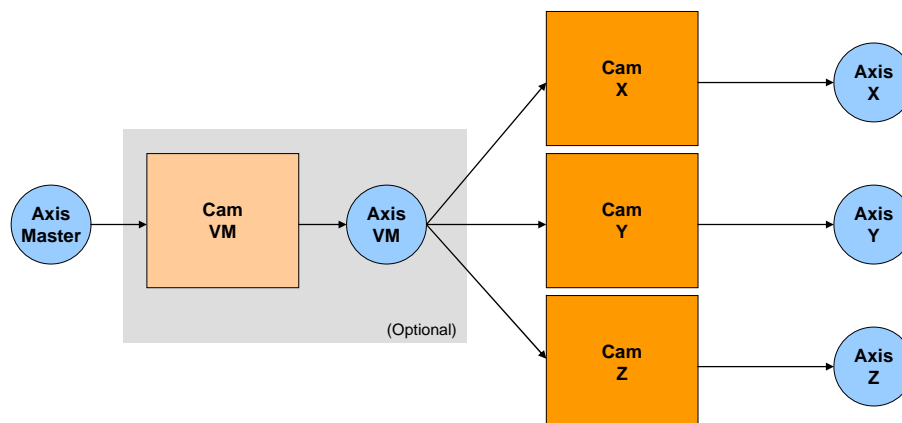 Axis
Master
Cam
VM
Axis
VM
(Optional)
Cam
X
Axis
X
Cam
Y
Axis
Y
Cam
Z
Axis
Z